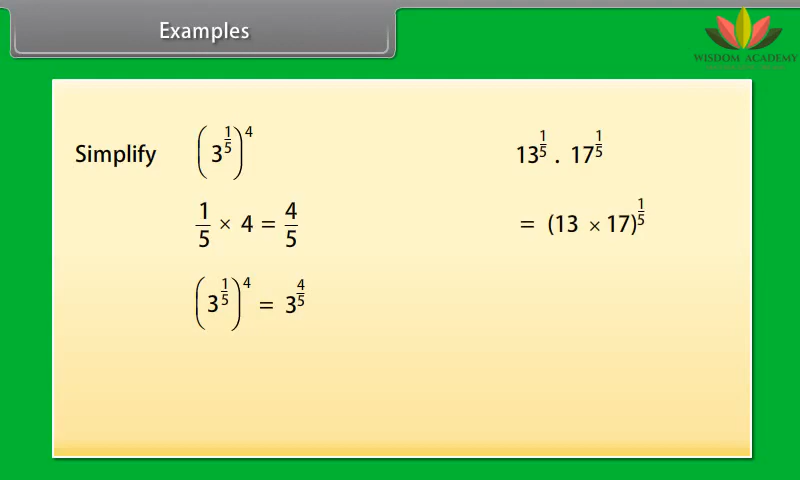 Examples
WISDOM ACADEMY
Simplify (3^(1/5))^4
1/5 × 4 = 4/5
(3^(1/5))^4 = 3^(4/5)
13^(1/5) . 17^(1/5)
= (13 × 17)^(1/5)